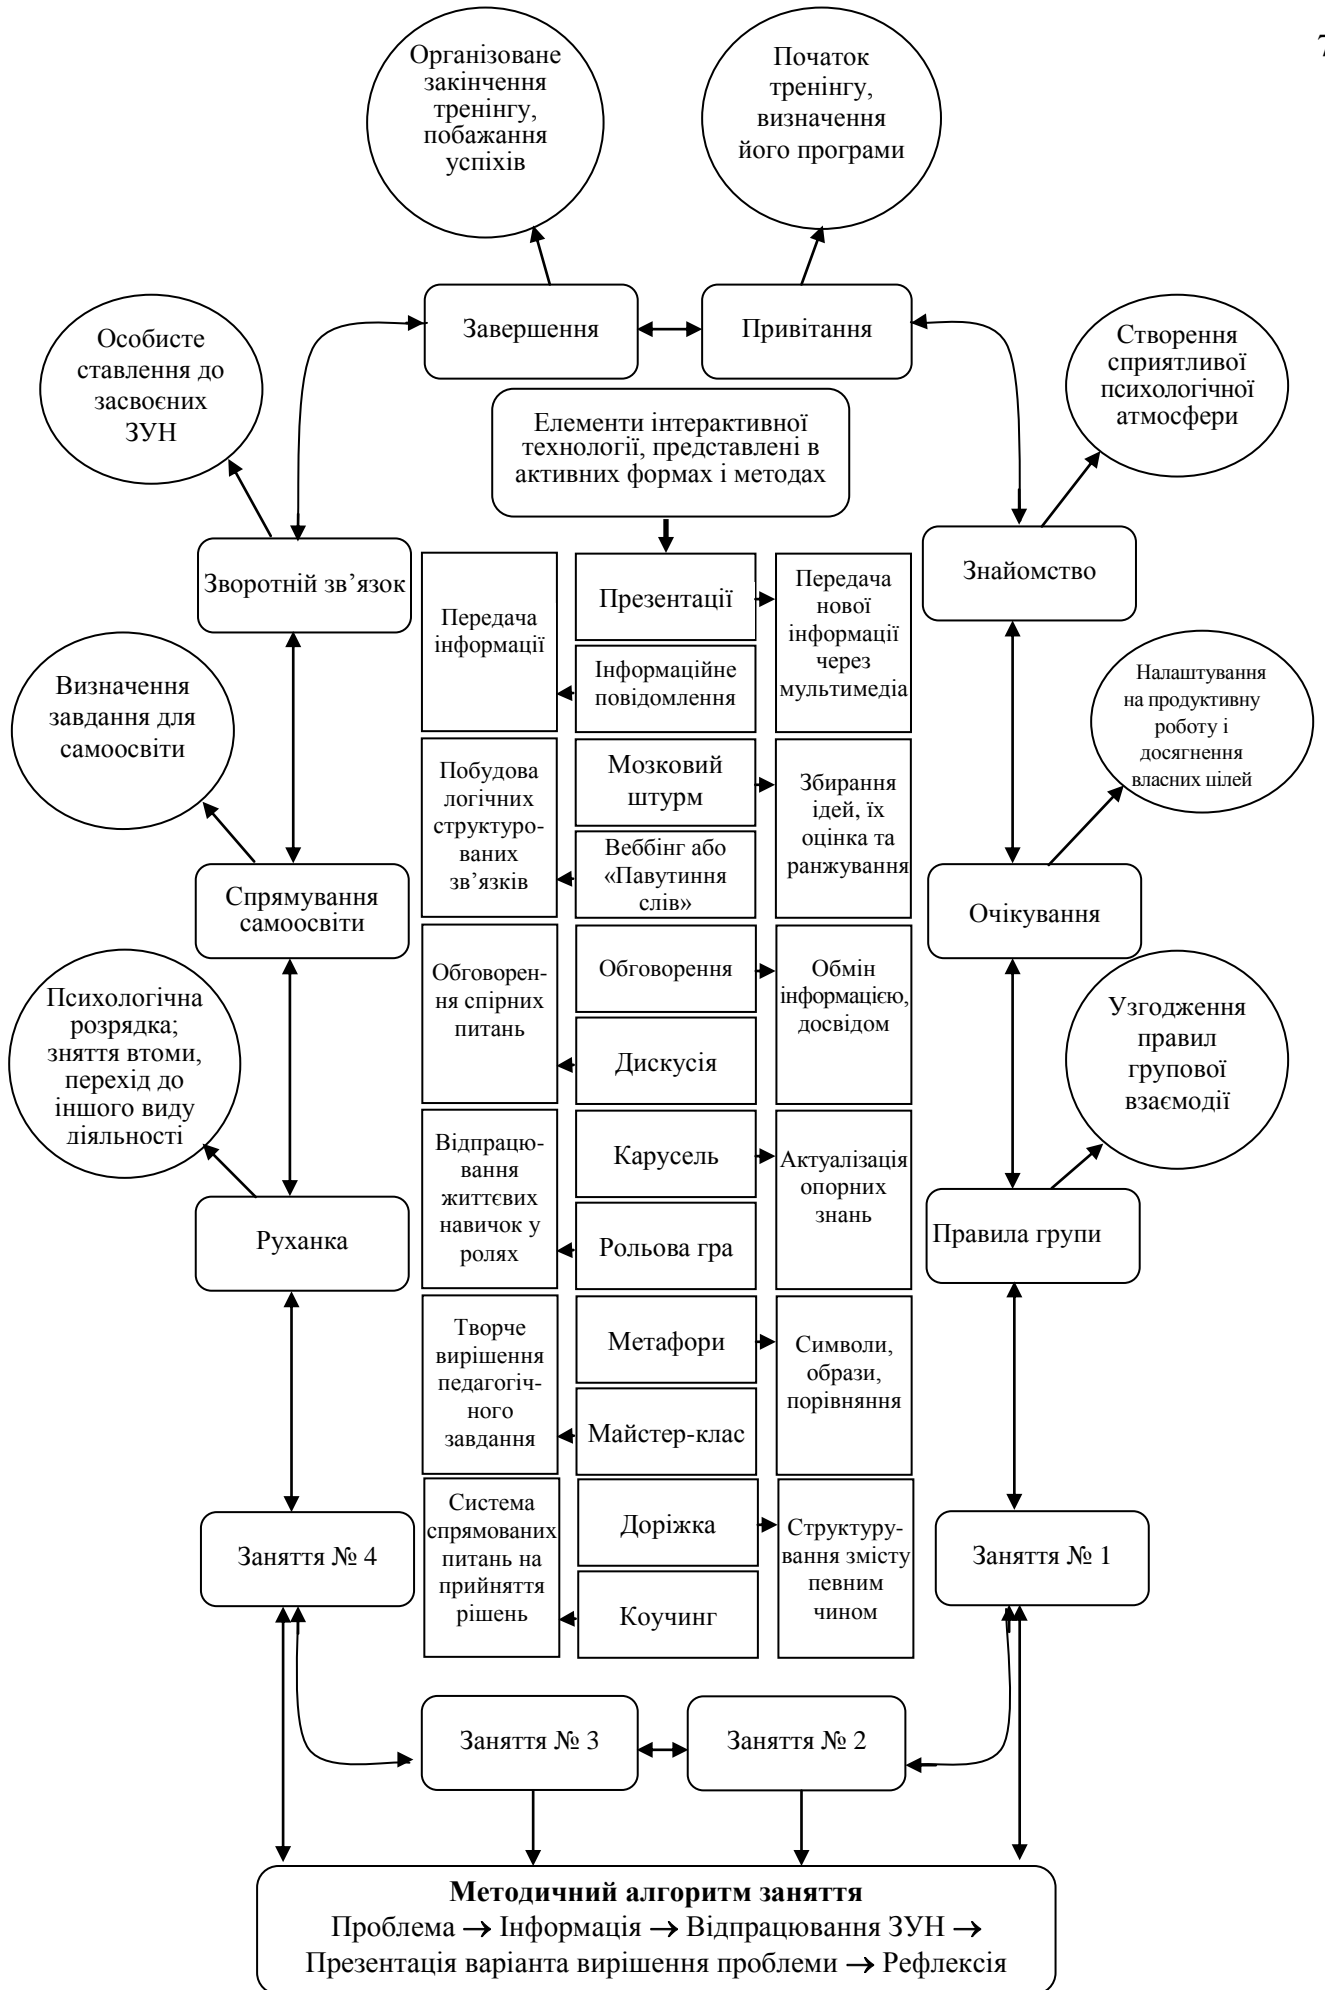 7
Організоване
закінчення
тренінгу,
побажання
успіхів
Початок
тренінгу,
визначення
його програми
Завершення
Привітання
Особисте
ставлення до
засвоєних
ЗУН
Створення
сприятливої
психологічної
атмосфери
Елементи інтерактивної
технології, представлені в
активних формах і методах
Зворотній зв’язок
Знайомство
Передача
інформації
Презентації
Інформаційне
повідомлення
Передача
нової
інформації
через
мультимедіа
Визначення
завдання для
самоосвіти
Налаштування
на продуктивну
роботу і
досягнення
власних цілей
Побудова
логічних
структуро-
ваних
зв’язків
Мозковий
штурм
Веббінг або
«Павутиння
слів»
Збирання
ідей, їх
оцінка та
ранжування
Спрямування
самоосвіти
Очікування
Обговорен-
ня спірних
питань
Обговорення
Дискусія
Обмін
інформацією,
досвідом
Психологічна
розрядка;
зняття втоми,
перехід до
іншого виду
діяльності
Узгодження
правил
групової
взаємодії
Відпрацю-
вання
життєвих
навичок у
ролях
Карусель
Рольова гра
Актуалізація
опорних
знань
Руханка
Правила групи
Творче
вирішення
педагогіч-
ного
завдання
Метафори
Майстер-клас
Символи,
образи,
порівняння
Система
спрямованих
питань на
прийняття
рішень
Доріжка
Коучинг
Структуру-
вання змісту
певним
чином
Заняття № 4
Заняття № 1
Заняття № 3
Заняття № 2
Методичний алгоритм заняття
Проблема → Інформація → Відпрацювання ЗУН →
Презентація варіанта вирішення проблеми → Рефлексія